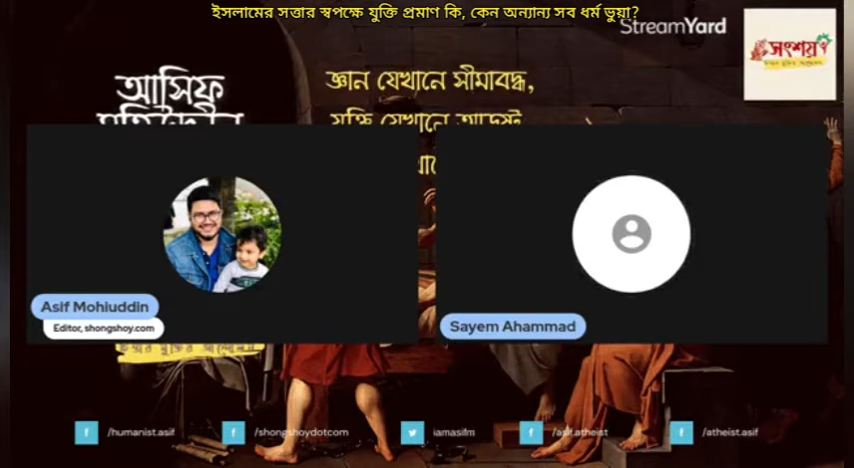 ইসলামের সত্তার স্বপক্ষে যুক্তি প্রমাণ কি, কেন অন্যান্য সব ধর্ম ভুয়া?
StreamYard
সংশয়
আসিফ
জ্ঞান যেখানে সীমাবদ্ধ,
যুক্তি যেখানে আড়ষ্ট
Asif Mohiuddin
Editor, shongshoy.com
Sayem Ahammad
/humanist.asif
/shongshoydotcom
iamasifm
/asif.atheist
/atheist.asif